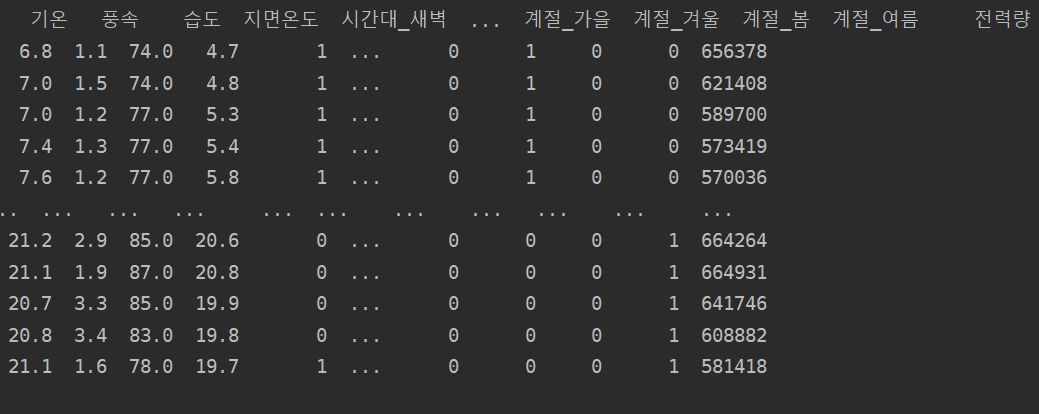 기온 풍속 습도 지면온도 시간대_새벽 ... 계절_가을 계절_겨울 계절_봄 계절_여름 전력량
6.8 1.1 74.0 4.7 1 ... 0 1 0 0 656378
7.0 1.5 74.0 4.8 1 ... 0 1 0 0 621408
7.0 1.2 77.0 5.3 1 ... 0 1 0 0 589700
7.4 1.3 77.0 5.4 1 ... 0 1 0 0 573419
7.6 1.2 77.0 5.8 1 ... 0 1 0 0 570036
.. ... ... ... ... ... ... ... ... ... ...
21.2 2.9 85.0 20.6 0 ... 0 0 0 1 664264
21.1 1.9 87.0 20.8 0 ... 0 0 0 1 664931
20.7 3.3 85.0 19.9 0 ... 0 0 0 1 641746
20.8 3.4 83.0 19.8 0 ... 0 0 0 1 608882
21.1 1.6 78.0 19.7 1 ... 0 0 0 1 581418